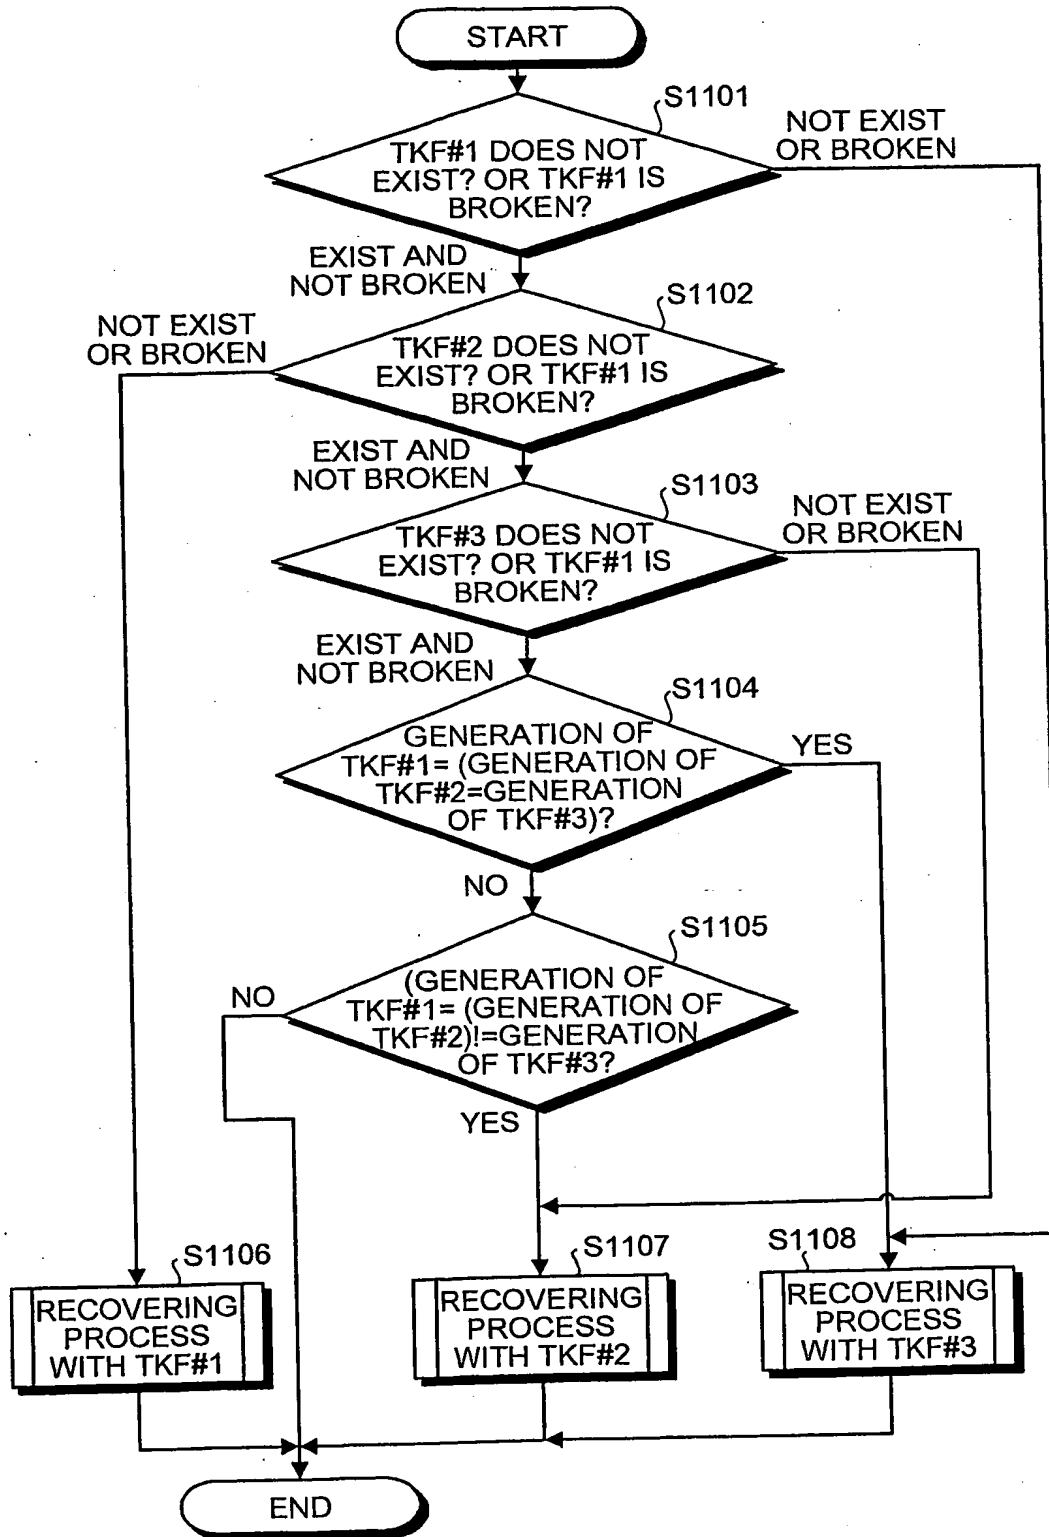 START
S1101
TKF#1 DOES NOT
EXIST? OR TKF#1 IS
BROKEN?
NOT EXIST
OR BROKEN
EXIST AND
NOT BROKEN
S1102
NOT EXIST
OR BROKEN
TKF#2 DOES NOT
EXIST? OR TKF#1 IS
BROKEN?
EXIST AND
NOT BROKEN
S1103
TKF#3 DOES NOT
EXIST? OR TKF#1 IS
BROKEN?
NOT EXIST
OR BROKEN
EXIST AND
NOT BROKEN
S1104
GENERATION OF
TKF#1= (GENERATION OF
TKF#2=GENERATION
OF TKF#3)?
YES
NO
S1105
(GENERATION OF
TKF#1= (GENERATION OF
TKF#2)!=GENERATION
OF TKF#3?
NO
YES
S1106
RECOVERING
PROCESS
WITH TKF#1
S1107
RECOVERING
PROCESS
WITH TKF#2
S1108
RECOVERING
PROCESS
WITH TKF#3
END